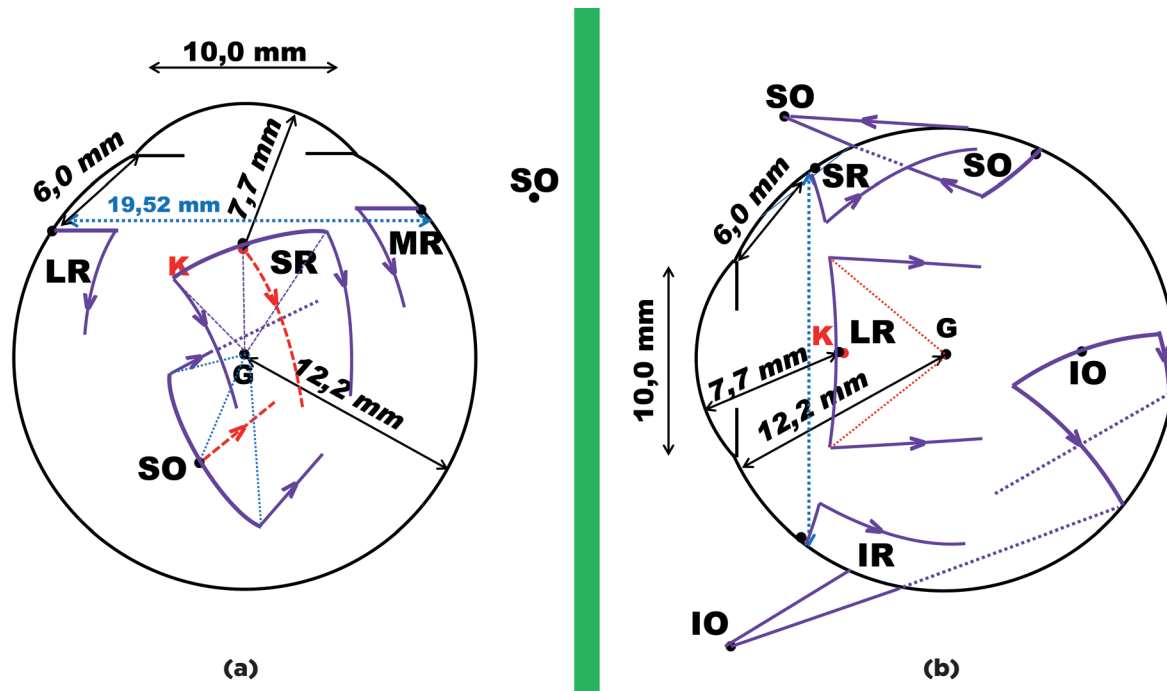 10,0 mm
6,0 mm
7,7 mm
19,52 mm
SO
LR
K
SR
MR
G
12,2 mm
SO
(a)
SO
SR
SO
6,0 mm
10,0 mm
K
LR
G
7,7 mm
12,2 mm
IO
IR
IO
(b)